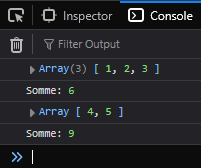 Inspector Console
Filter Output
Array(3) [ 1, 2, 3 ]
Somme: 6
Array [ 4, 5 ]
Somme: 9
»